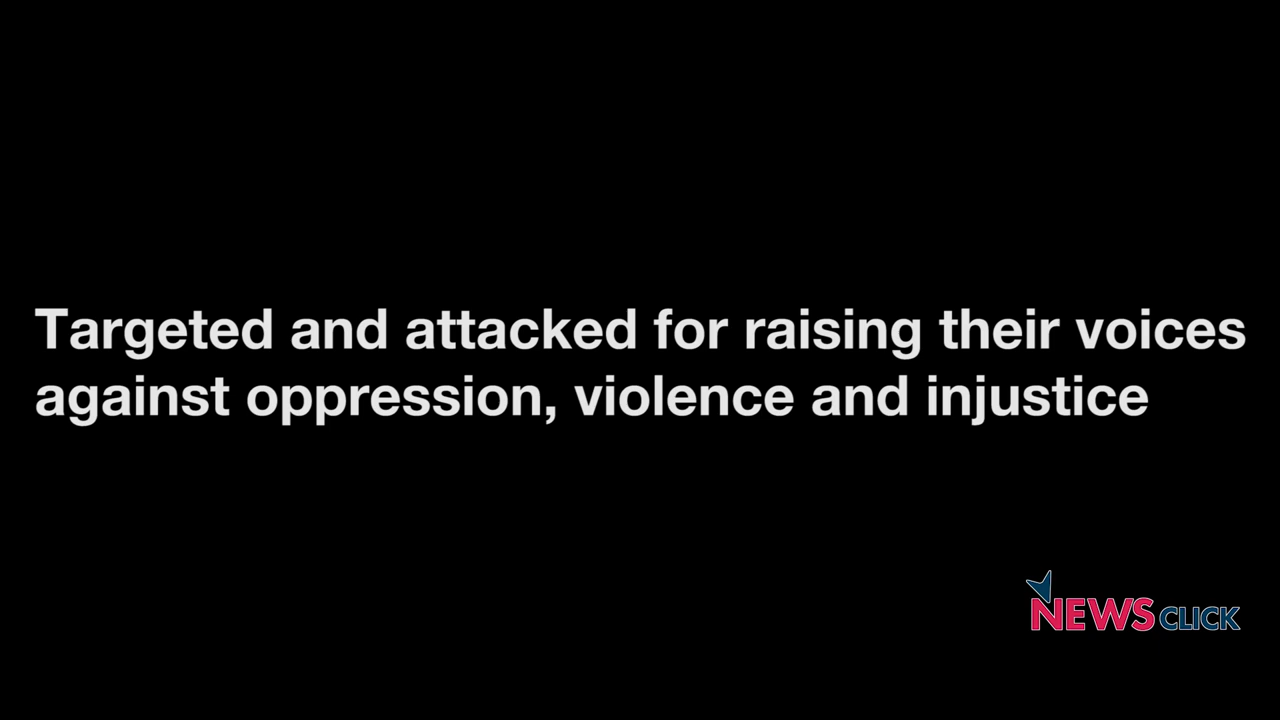 Targeted and attacked for raising their voices
against oppression, violence and injustice
NEWSCLICK